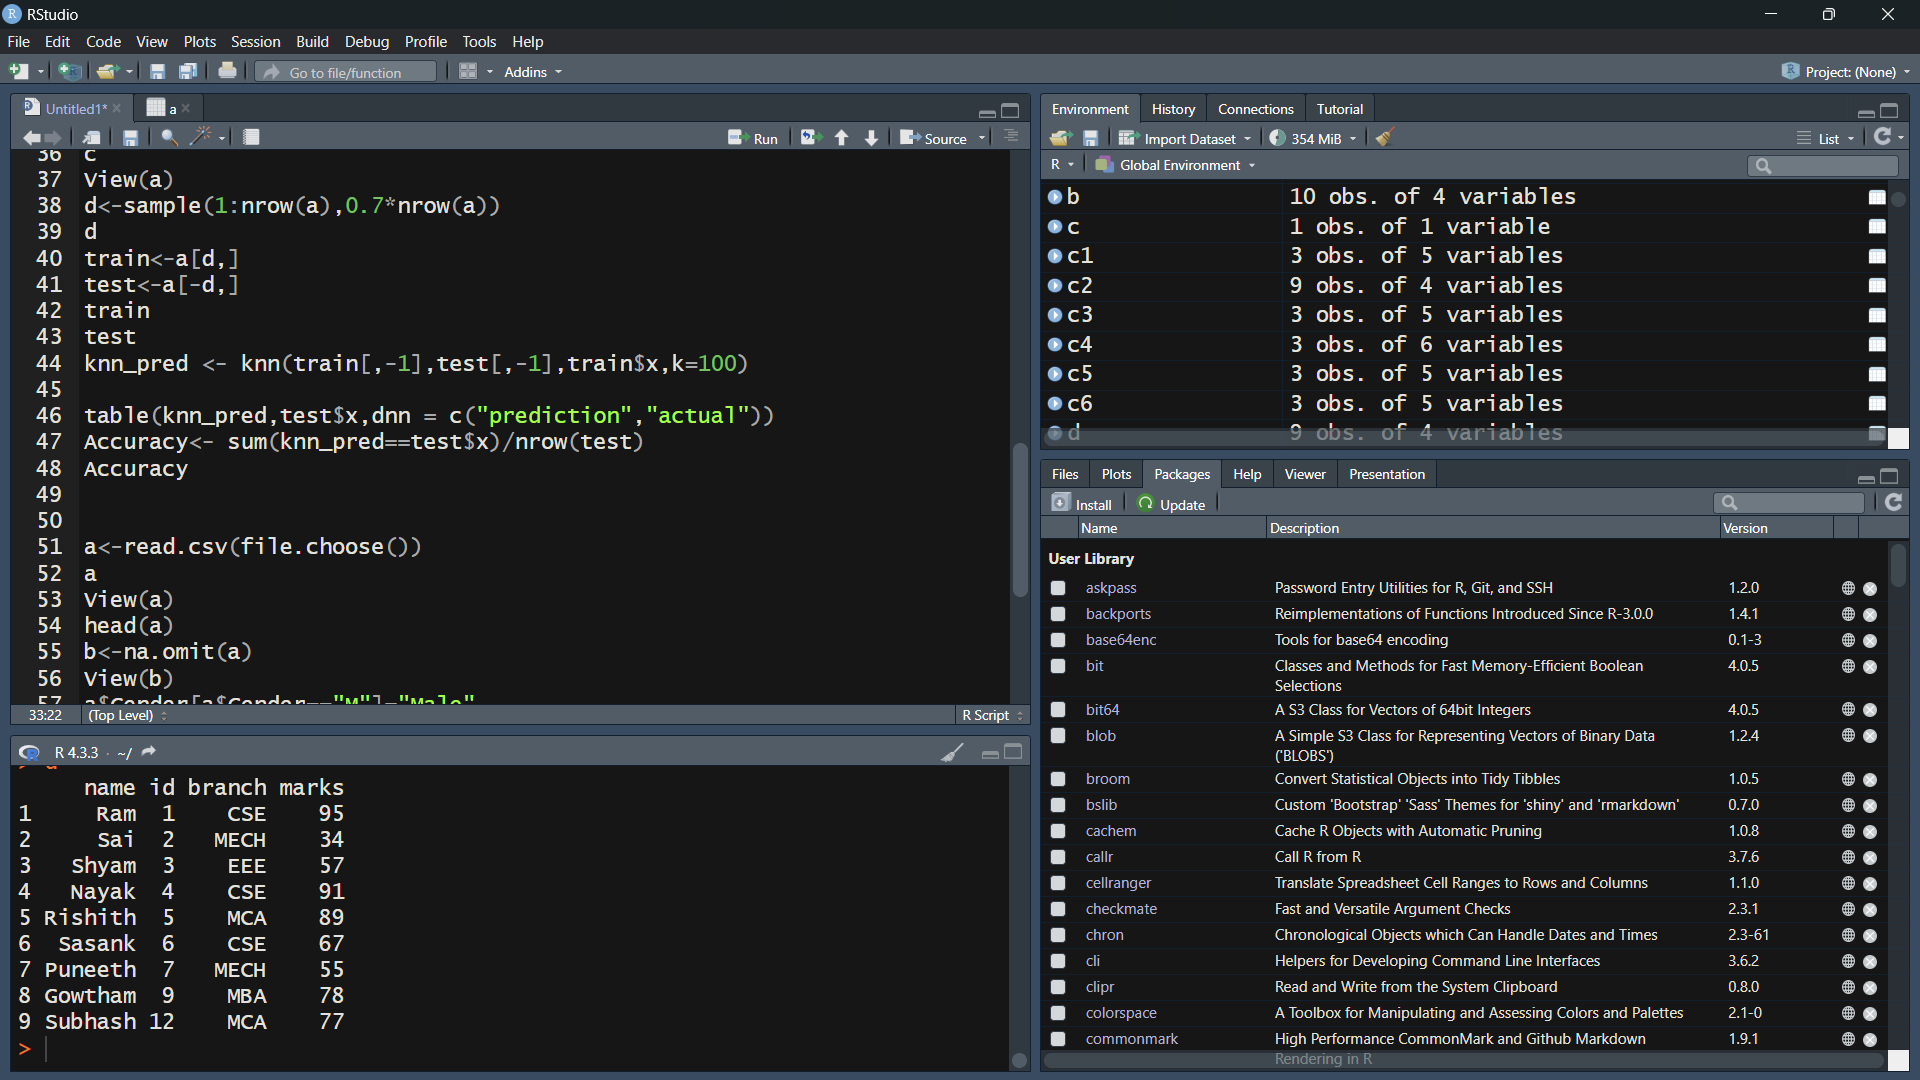 RStudio
File Edit Code View Plots Session Build Debug Profile Tools Help
Go to file/function Addins Project: (None)
Untitled1* a
Run Source
36 c
37 View(a)
38 d<-sample(1:nrow(a),0.7*nrow(a))
39 d
40 train<-a[d,]
41 test<-a[-d,]
42 train
43 test
44 knn_pred <- knn(train[,-1],test[,-1],train$x,k=100)
45
46 table(knn_pred,test$x,dnn = c("prediction","actual"))
47 Accuracy<- sum(knn_pred==test$x)/nrow(test)
48 Accuracy
49
50
51 a<-read.csv(file.choose())
52 a
53 View(a)
54 head(a)
55 b<-na.omit(a)
56 View(b)
57 a$Gender[a$Gender=="M"]="Male"
33:22 (Top Level) R Script
R 4.3.3 · ~/
name id branch marks
1 Ram 1 CSE 95
2 Sai 2 MECH 34
3 Shyam 3 EEE 57
4 Nayak 4 CSE 91
5 Rishith 5 MCA 89
6 Sasank 6 CSE 67
7 Puneeth 7 MECH 55
8 Gowtham 9 MBA 78
9 Subhash 12 MCA 77
>
Environment History Connections Tutorial
Import Dataset 354 MiB List
R Global Environment
b 10 obs. of 4 variables
c 1 obs. of 1 variable
c1 3 obs. of 5 variables
c2 9 obs. of 4 variables
c3 3 obs. of 5 variables
c4 3 obs. of 6 variables
c5 3 obs. of 5 variables
c6 3 obs. of 5 variables
d 9 obs. of 4 variables
Files Plots Packages Help Viewer Presentation
Install Update
Name Description Version
User Library
askpass Password Entry Utilities for R, Git, and SSH 1.2.0
backports Reimplementations of Functions Introduced Since R-3.0.0 1.4.1
base64enc Tools for base64 encoding 0.1-3
bit Classes and Methods for Fast Memory-Efficient Boolean 4.0.5
Selections
bit64 A S3 Class for Vectors of 64bit Integers 4.0.5
blob A Simple S3 Class for Representing Vectors of Binary Data 1.2.4
('BLOBS')
broom Convert Statistical Objects into Tidy Tibbles 1.0.5
bslib Custom 'Bootstrap' 'Sass' Themes for 'shiny' and 'rmarkdown' 0.7.0
cachem Cache R Objects with Automatic Pruning 1.0.8
callr Call R from R 3.7.6
cellranger Translate Spreadsheet Cell Ranges to Rows and Columns 1.1.0
checkmate Fast and Versatile Argument Checks 2.3.1
chron Chronological Objects which Can Handle Dates and Times 2.3-61
cli Helpers for Developing Command Line Interfaces 3.6.2
clipr Read and Write from the System Clipboard 0.8.0
colorspace A Toolbox for Manipulating and Assessing Colors and Palettes 2.1-0
commonmark High Performance CommonMark and Github Markdown 1.9.1
Rendering in R